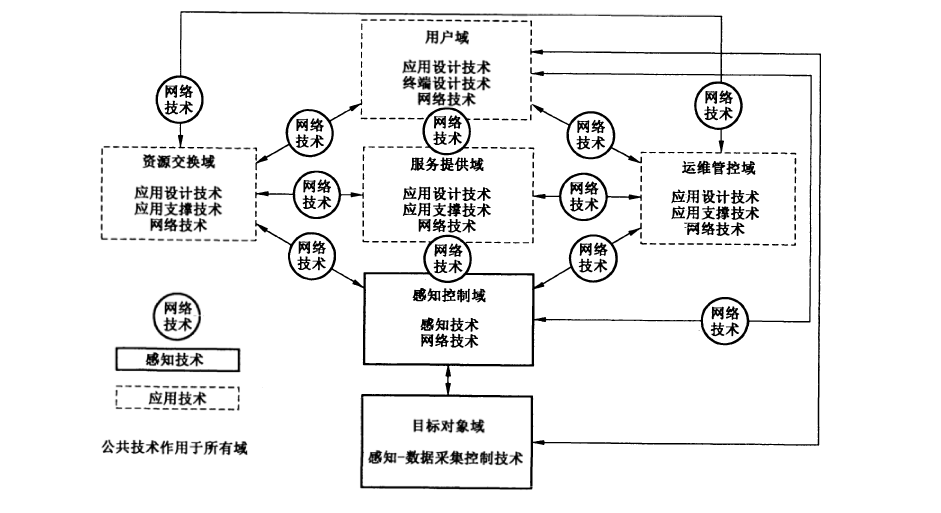 用户域
应用设计技术
终端设计技术
网络技术
网络
技术
网络
技术
网络
技术
网络
技术
网络
技术
资源交换域
应用设计技术
应用支撑技术
网络技术
网络
技术
服务提供域
应用设计技术
应用支撑技术
网络技术
网络
技术
运维管控域
应用设计技术
应用支撑技术
网络技术
网络
技术
网络
技术
网络
技术
感知控制域
感知技术
网络技术
网络
技术
目标对象域
感知-数据采集控制技术
网络
技术
感知技术
应用技术
公共技术作用于所有域